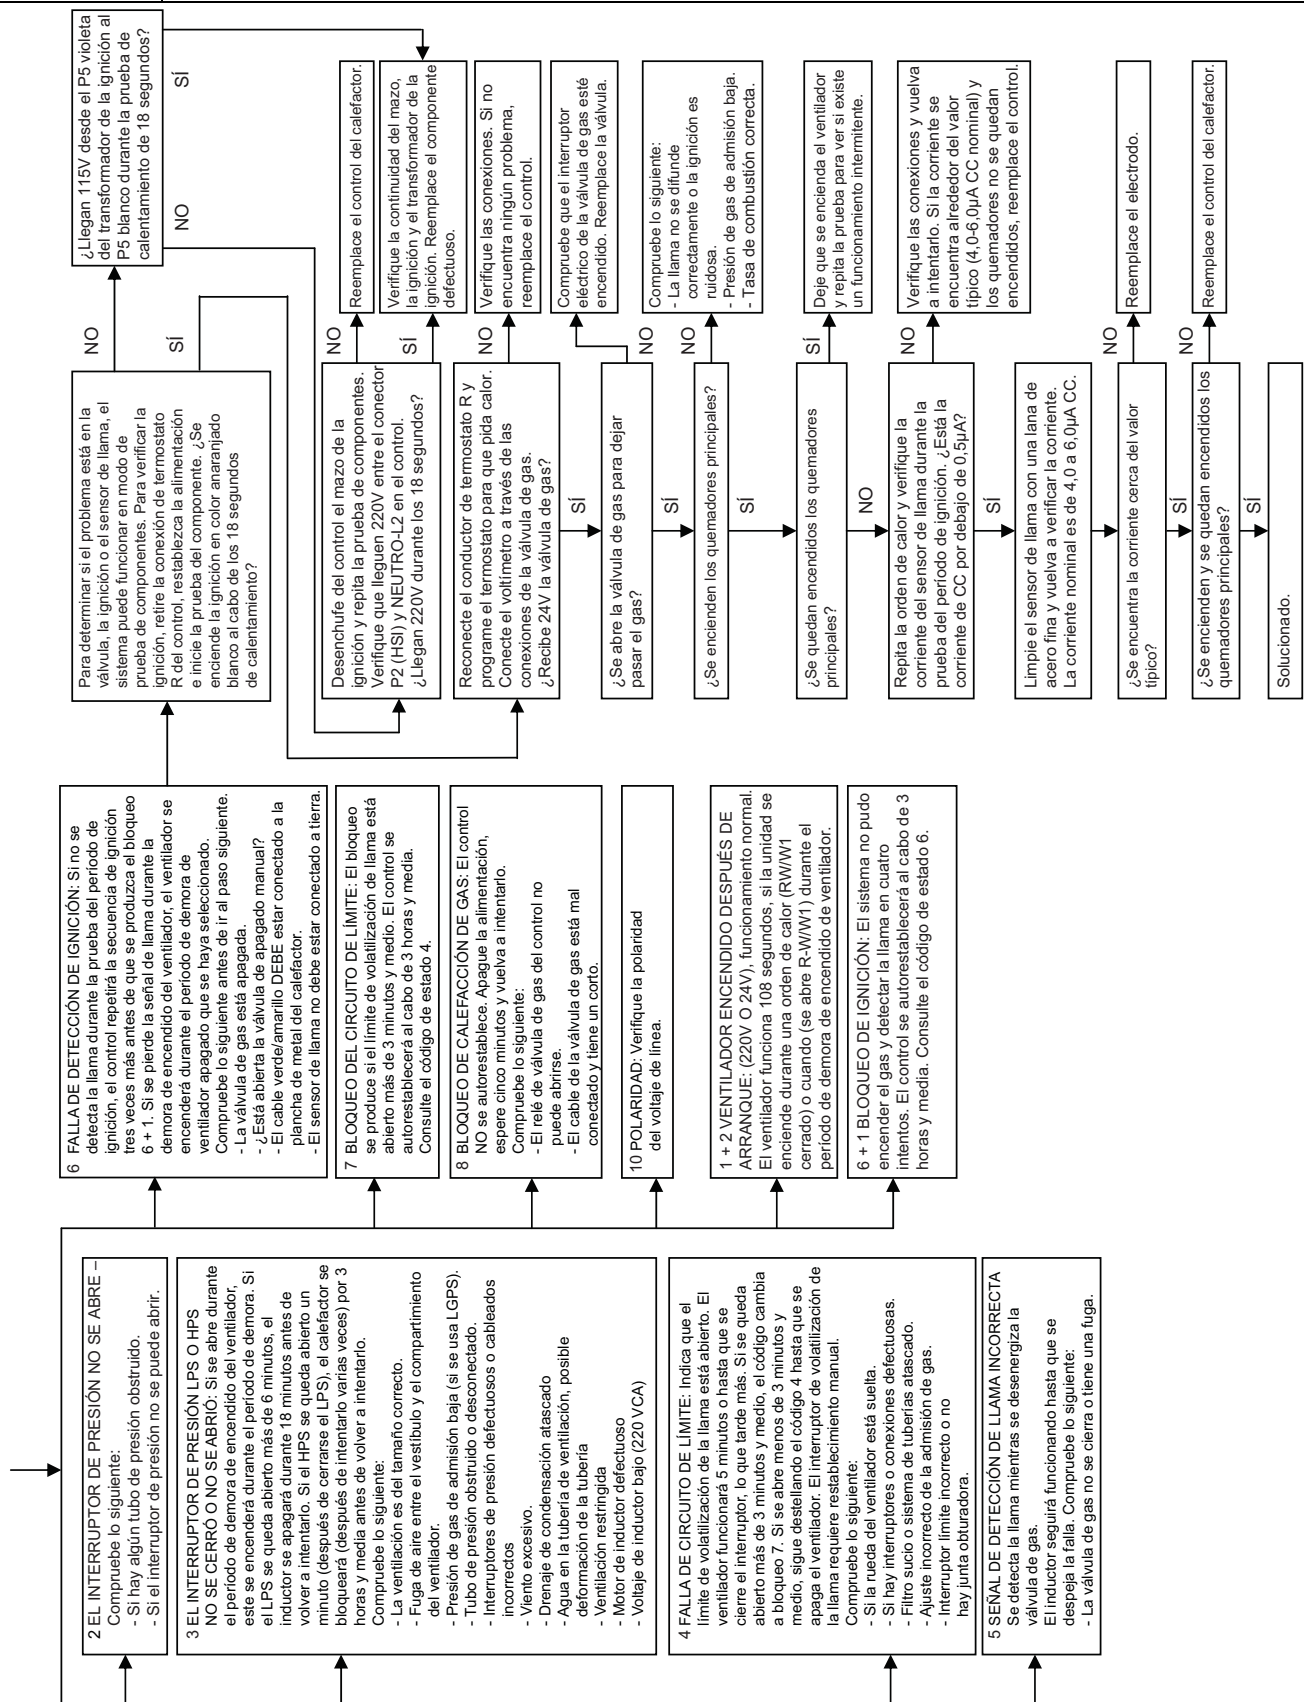 2 EL INTERRUPTOR DE PRESIÓN NO SE ABRE –
Compruebe lo siguiente:
- Si hay algún tubo de presión obstruido.
- Si el interruptor de presión no se puede abrir.
3 EL INTERRUPTOR DE PRESIÓN LPS O HPS
NO SE CERRÓ O NO SE ABRIÓ: Si se abre durante
el período de demora de encendido del ventilador,
este se encenderá durante el período de demora. Si
el LPS se queda abierto más de 6 minutos, el
inductor se apagará durante 18 minutos antes de
volver a intentarlo. Si el HPS se queda abierto un
minuto (después de cerrarse el LPS), el calefactor se
bloqueará (después de intentarlo varias veces) por 3
horas y media antes de volver a intentarlo.
Compruebe lo siguiente:
- La ventilación es del tamaño correcto.
- Fuga de aire entre el vestíbulo y el compartimiento
del ventilador.
- Presión de gas de admisión baja (si se usa LGPS).
- Tubo de presión obstruido o desconectado.
- Interruptores de presión defectuosos o cableados
incorrectos
- Viento excesivo.
- Drenaje de condensación atascado
- Agua en la tubería de ventilación, posible
deformación de la tubería
- Ventilación restringida
- Motor de inductor defectuoso
- Voltaje de inductor bajo (220 VCA)
4 FALLA DE CIRCUITO DE LÍMITE: Indica que el
límite de volatilización de la llama está abierto. El
ventilador funcionará 5 minutos o hasta que se
cierre el interruptor, lo que tarde más. Si se queda
abierto más de 3 minutos y medio, el código cambia
a bloqueo 7. Si se abre menos de 3 minutos y
medio, sigue destellando el código 4 hasta que se
apaga el ventilador. El interruptor de volatilización de
la llama requiere restablecimiento manual.
Compruebe lo siguiente:
- Si la rueda del ventilador está suelta.
- Si hay interruptores o conexiones defectuosas.
- Filtro sucio o sistema de tuberías atascado.
- Ajuste incorrecto de la admisión de gas.
- Interruptor límite incorrecto o no
hay junta obturadora.
5 SEÑAL DE DETECCIÓN DE LLAMA INCORRECTA
Se detecta la llama mientras se desenergiza la
válvula de gas.
El inductor seguirá funcionando hasta que se
despeja la falla. Compruebe lo siguiente:
- La válvula de gas no se cierra o tiene una fuga.
6 FALLA DE DETECCIÓN DE IGNICIÓN: Si no se
detecta la llama durante la prueba del período de
ignición, el control repetirá la secuencia de ignición
tres veces más antes de que se produzca el bloqueo
6 + 1. Si se pierde la señal de llama durante la
demora de encendido del ventilador, el ventilador se
encenderá durante el período de demora de
ventilador apagado que se haya seleccionado.
Compruebe lo siguiente antes de ir al paso siguiente.
- La válvula de gas está apagada.
- ¿Está abierta la válvula de apagado manual?
- El cable verde/amarillo DEBE estar conectado a la
plancha de metal del calefactor.
- El sensor de llama no debe estar conectado a tierra.
7 BLOQUEO DEL CIRCUITO DE LÍMITE: El bloqueo
se produce si el límite de volatilización de llama está
abierto más de 3 minutos y medio. El control se
autorestablecerá al cabo de 3 horas y media.
Consulte el código de estado 4.
8 BLOQUEO DE CALEFACCIÓN DE GAS: El control
NO se autorestablece. Apague la alimentación,
espere cinco minutos y vuelva a intentarlo.
Compruebe lo siguiente:
- El relé de válvula de gas del control no
puede abrirse.
- El cable de la válvula de gas está mal
conectado y tiene un corto.
10 POLARIDAD: Verifique la polaridad
del voltaje de línea.
1 + 2 VENTILADOR ENCENDIDO DESPUÉS DE
ARRANQUE: (220V O 24V), funcionamiento normal.
El ventilador funciona 108 segundos, si la unidad se
enciende durante una orden de calor (RW/W1
cerrado) o cuando (se abre R-W/W1) durante el
período de demora de encendido de ventilador.
6 + 1 BLOQUEO DE IGNICIÓN: El sistema no pudo
encender el gas y detectar la llama en cuatro
intentos. El control se autorestablecerá al cabo de 3
horas y media. Consulte el código de estado 6.
Para determinar si el problema está en la
válvula, la ignición o el sensor de llama, el
sistema puede funcionar en modo de
prueba de componentes. Para verificar la
ignición, retire la conexión de termostato
R del control, restablezca la alimentación
e inicie la prueba del componente. ¿Se
enciende la ignición en color anaranjado
blanco al cabo de los 18 segundos
de calentamiento?
NO
SÍ
¿Llegan 115V desde el P5 violeta
del transformador de la ignición al
P5 blanco durante la prueba de
calentamiento de 18 segundos?
NO
SÍ
Desenchufe del control el mazo de la
ignición y repita la prueba de componentes.
Verifique que lleguen 220V entre el conector
P2 (HSI) y NEUTRO-L2 en el control.
¿Llegan 220V durante los 18 segundos?
NO
SÍ
Reemplace el control del calefactor.
Verifique la continuidad del mazo,
la ignición y el transformador de la
ignición. Reemplace el componente
defectuoso.
Reconecte el conductor de termostato R y
programe el termostato para que pida calor.
Conecte el voltímetro a través de las
conexiones de la válvula de gas.
¿Recibe 24V la válvula de gas?
NO
Verifique las conexiones. Si no
encuentra ningún problema,
reemplace el control.
SÍ
¿Se abre la válvula de gas para dejar
pasar el gas?
NO
Compruebe que el interruptor
eléctrico de la válvula de gas esté
encendido. Reemplace la válvula.
SÍ
¿Se encienden los quemadores principales?
NO
Compruebe lo siguiente:
- La llama no se difunde
correctamente o la ignición es
ruidosa.
- Presión de gas de admisión baja.
- Tasa de combustión correcta.
SÍ
¿Se quedan encendidos los quemadores
principales?
SÍ
Deje que se encienda el ventilador
y repita la prueba para ver si existe
un funcionamiento intermitente.
NO
Repita la orden de calor y verifique la
corriente del sensor de llama durante la
prueba del período de ignición. ¿Está la
corriente de CC por debajo de 0,5µA?
NO
Verifique las conexiones y vuelva
a intentarlo. Si la corriente se
encuentra alrededor del valor
típico (4,0-6,0µA CC nominal) y
los quemadores no se quedan
encendidos, reemplace el control.
SÍ
Limpie el sensor de llama con una lana de
acero fina y vuelva a verificar la corriente.
La corriente nominal es de 4,0 a 6,0µA CC.
¿Se encuentra la corriente cerca del valor
típico?
NO
Reemplace el electrodo.
SÍ
¿Se encienden y se quedan encendidos los
quemadores principales?
NO
Reemplace el control del calefactor.
SÍ
Solucionado.